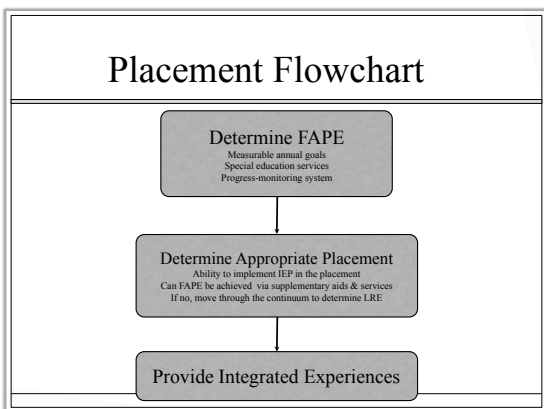 Placement Flowchart
Determine FAPE
Measurable annual goals
Special education services
Progress-monitoring system
Determine Appropriate Placement
Ability to implement IEP in the placement
Can FAPE be achieved via supplementary aids & services
If no, move through the continuum to determine LRE
Provide Integrated Experiences